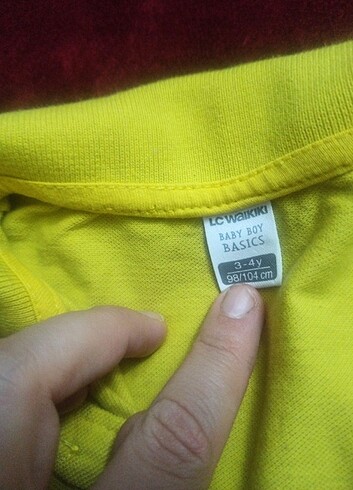 LC WAIKIKI
BABY BOY
BASICS
3-4y
98/104 cm